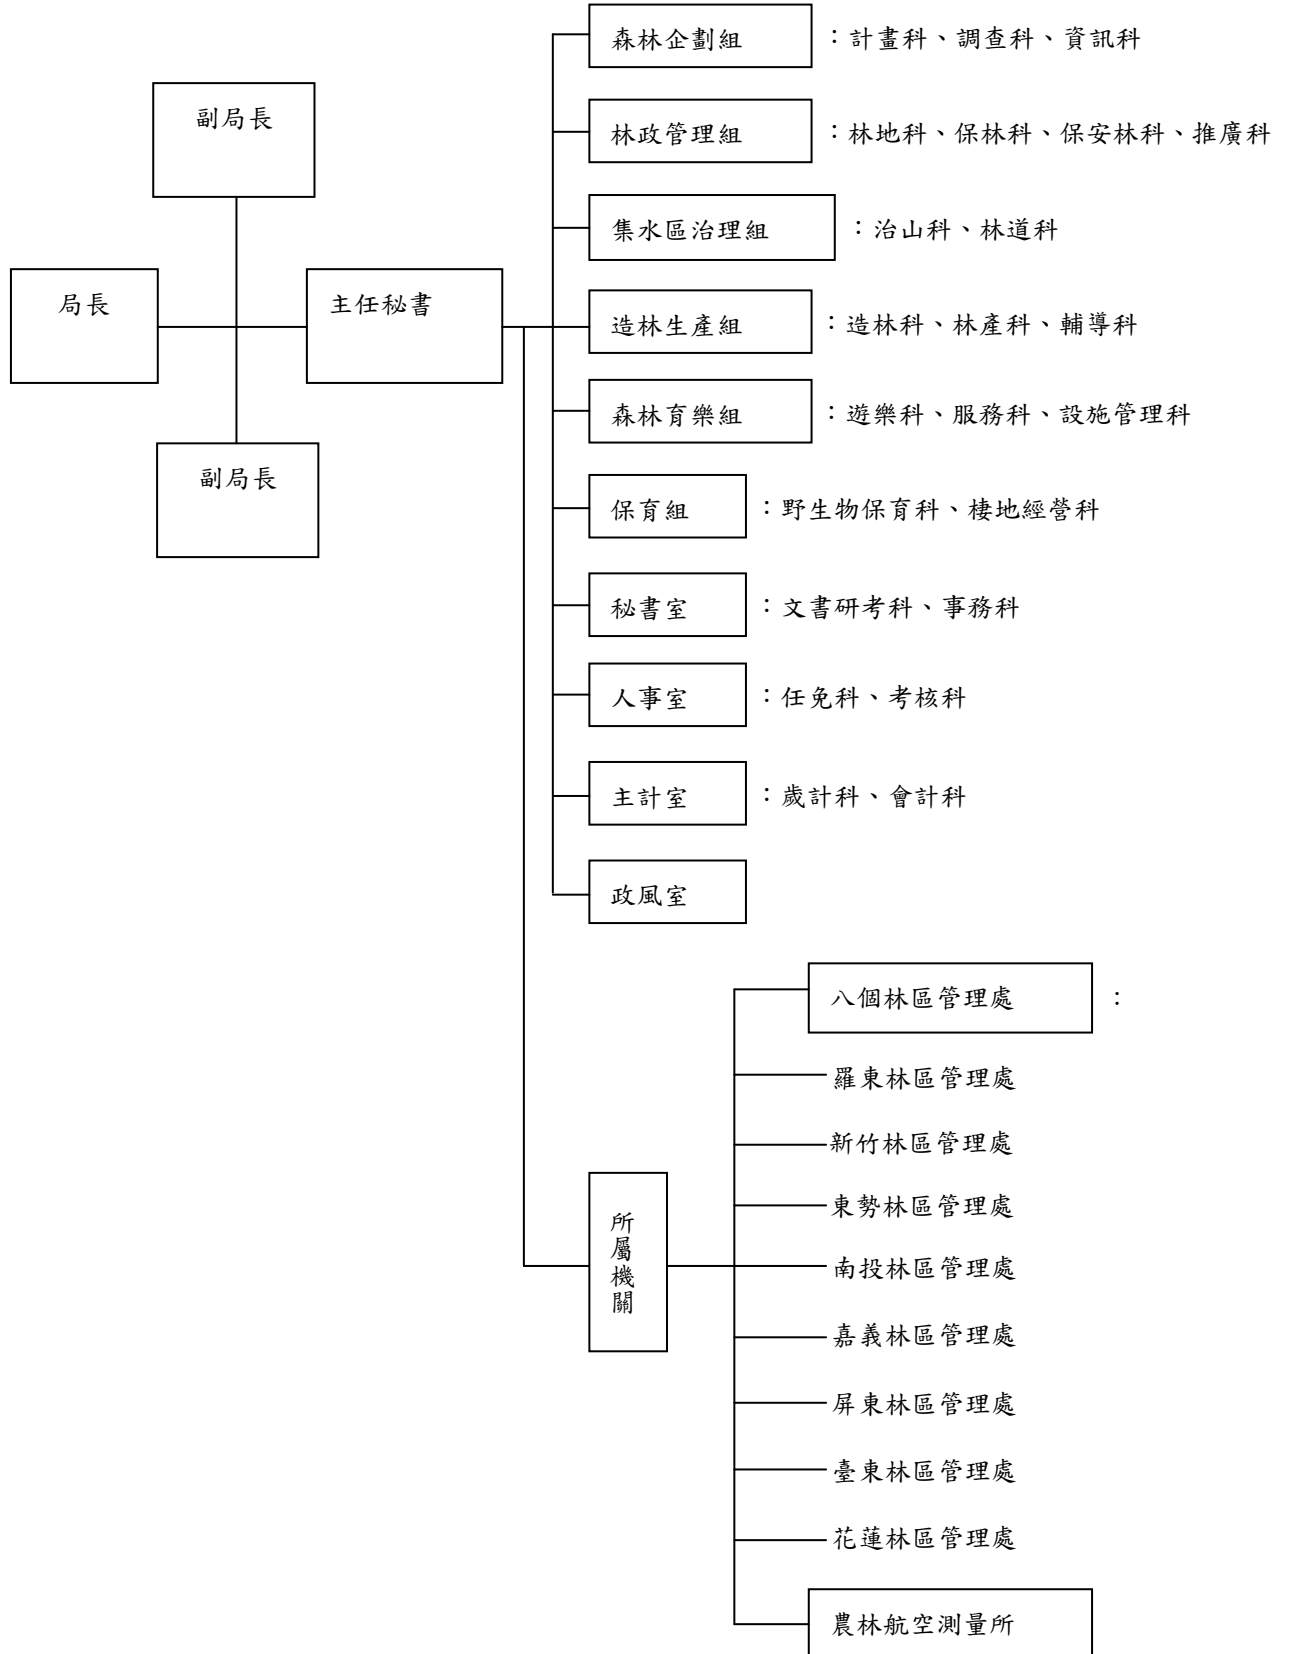 副局長
局長
主任秘書
副局長
森林企劃組：計畫科、調查科、資訊科
林政管理組：林地科、保林科、保安林科、推廣科
集水區治理組：治山科、林道科
造林生產組：造林科、林產科、輔導科
森林育樂組：遊樂科、服務科、設施管理科
保育組：野生物保育科、棲地經營科
秘書室：文書研考科、事務科
人事室：任免科、考核科
主計室：歲計科、會計科
政風室
所屬機關
八個林區管理處：
羅東林區管理處
新竹林區管理處
東勢林區管理處
南投林區管理處
嘉義林區管理處
屏東林區管理處
臺東林區管理處
花蓮林區管理處
農林航空測量所